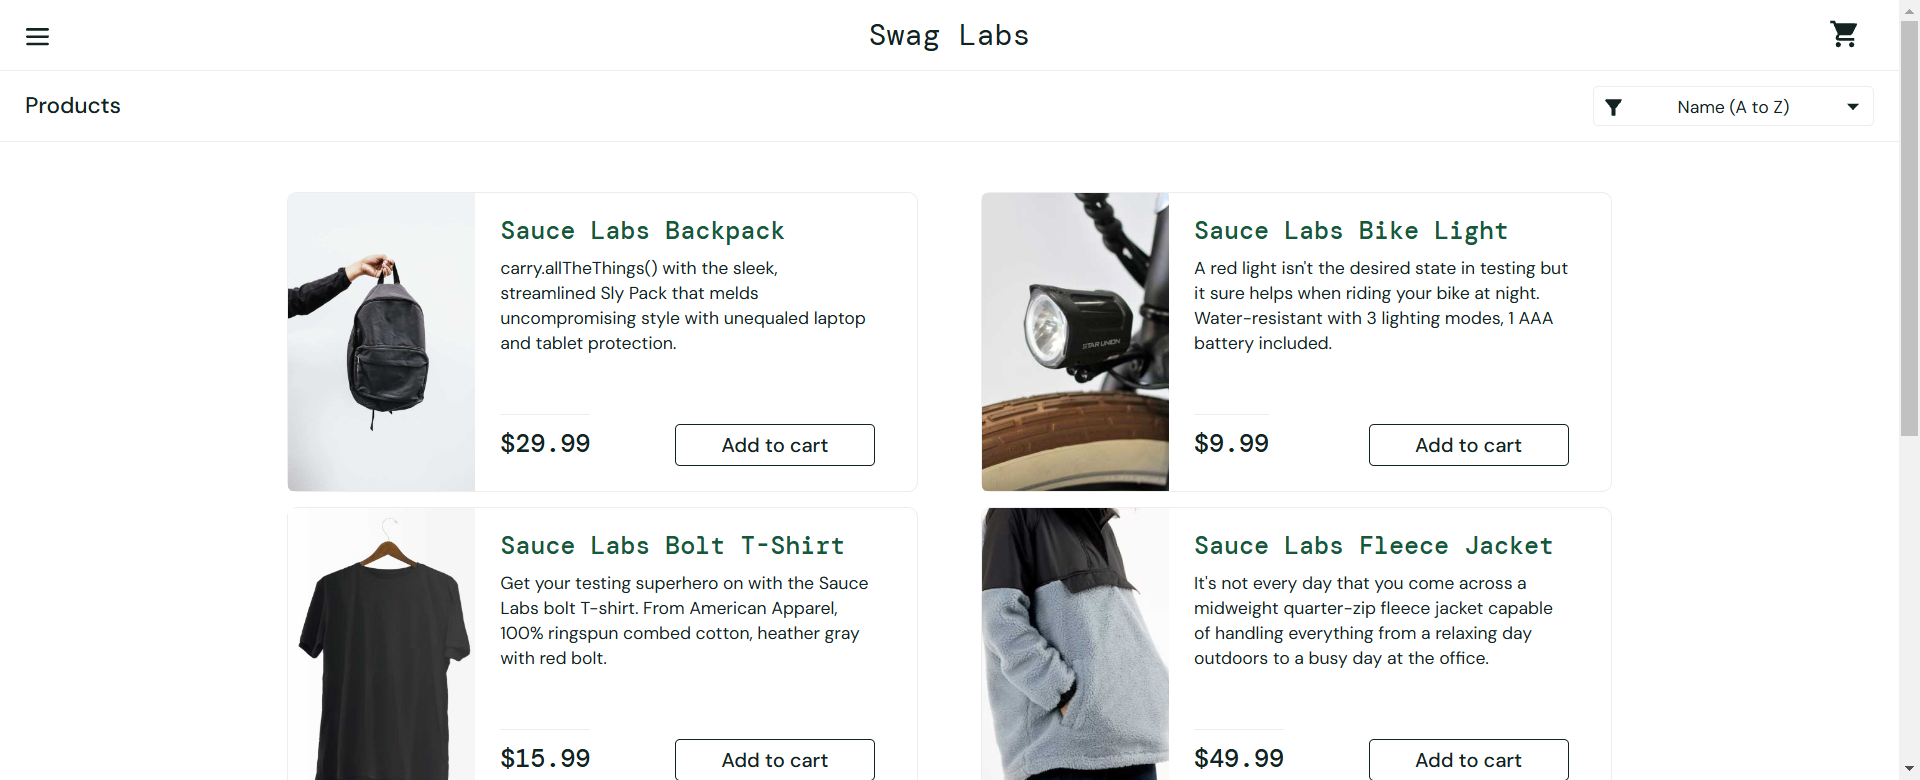 Swag Labs
Products
Name (A to Z)
Sauce Labs Backpack
carry.allTheThings() with the sleek,
streamlined Sly Pack that melds
uncompromising style with unequaled laptop
and tablet protection.
$29.99
Add to cart
Sauce Labs Bike Light
A red light isn't the desired state in testing but
it sure helps when riding your bike at night.
Water-resistant with 3 lighting modes, 1 AAA
battery included.
STAR UNION
$9.99
Add to cart
Sauce Labs Bolt T-Shirt
Get your testing superhero on with the Sauce
Labs bolt T-shirt. From American Apparel,
100% ringspun combed cotton, heather gray
with red bolt.
$15.99
Add to cart
Sauce Labs Fleece Jacket
It's not every day that you come across a
midweight quarter-zip fleece jacket capable
of handling everything from a relaxing day
outdoors to a busy day at the office.
$49.99
Add to cart